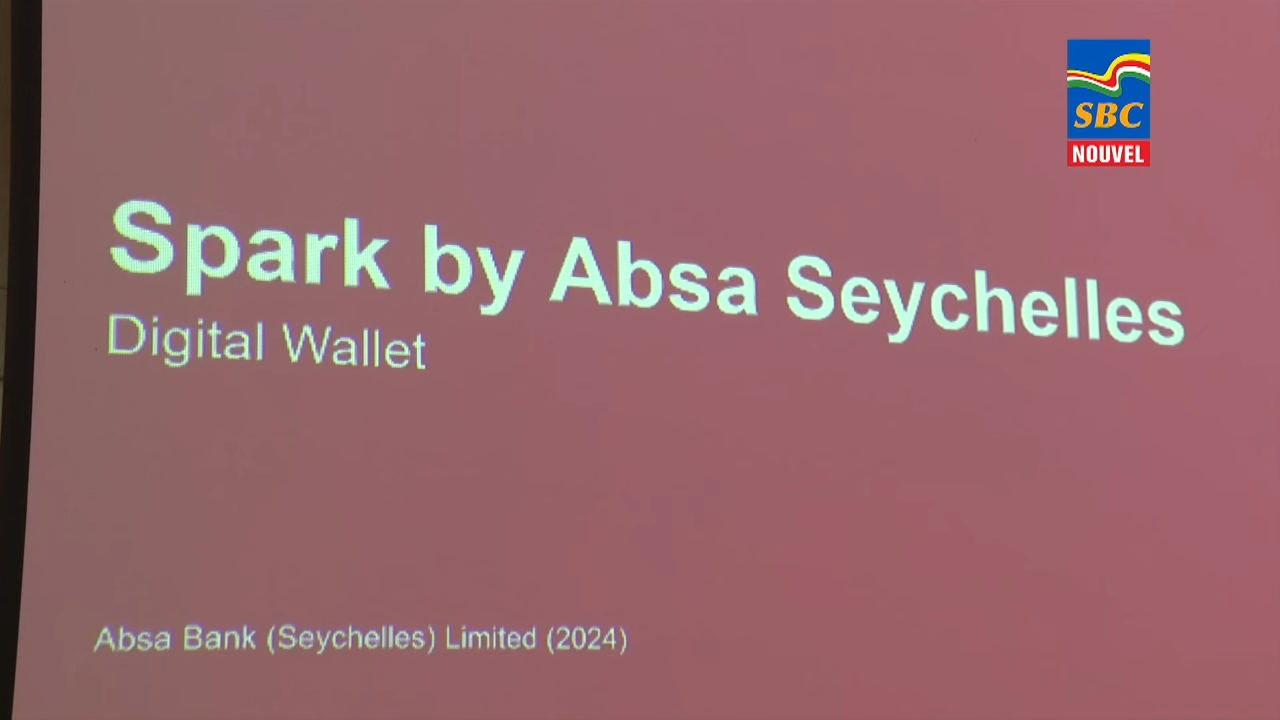 SBC
NOUVEL
Spark by Absa Seychelles
Digital Wallet
Absa Bank (Seychelles) Limited (2024)